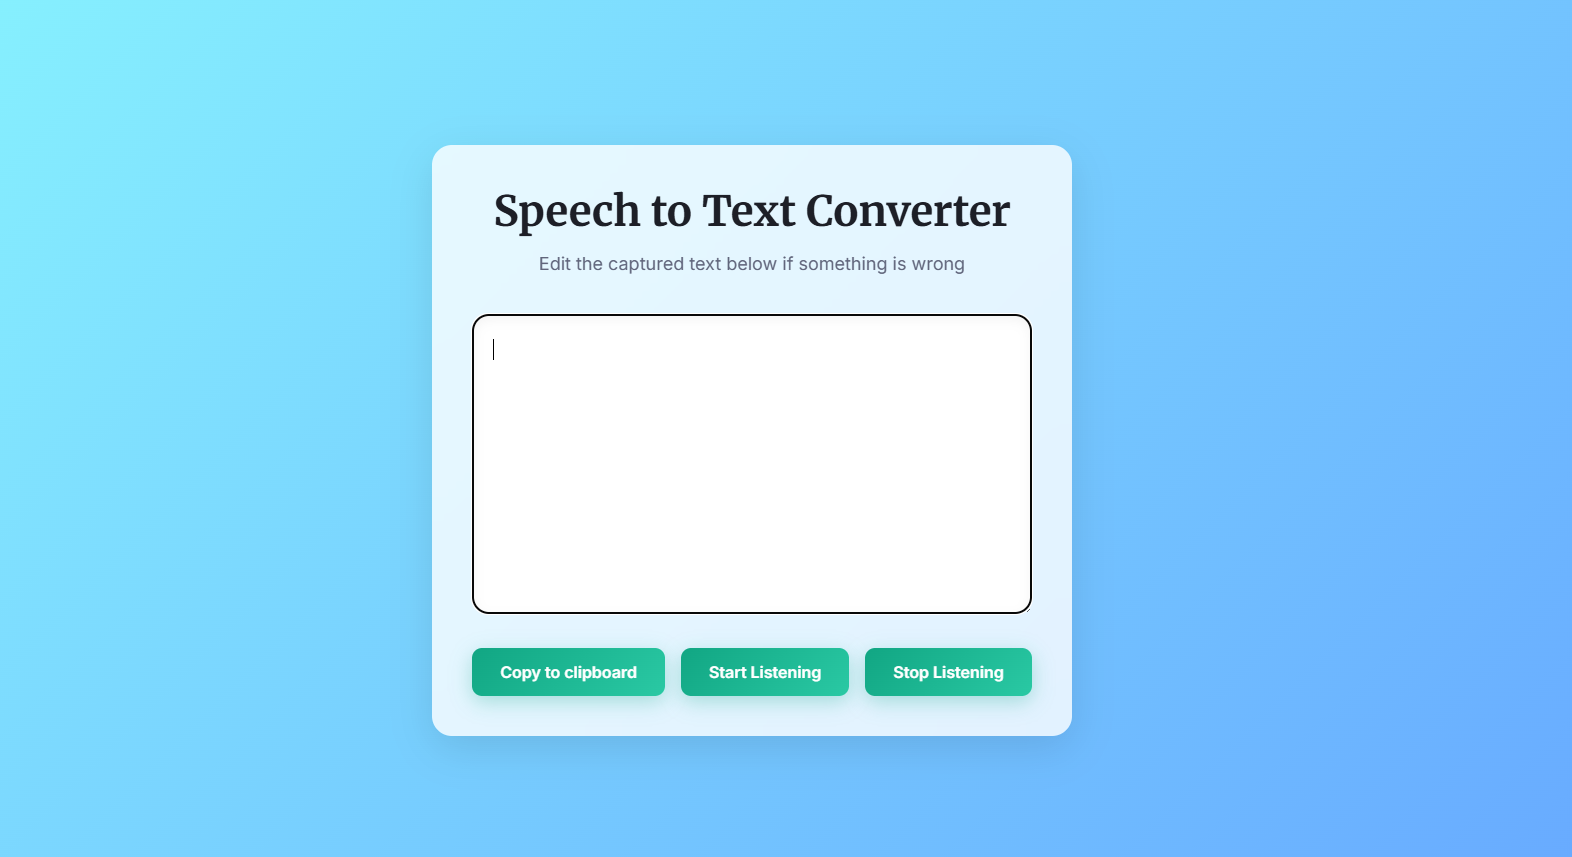 Speech to Text Converter
Edit the captured text below if something is wrong
Copy to clipboard
Start Listening
Stop Listening